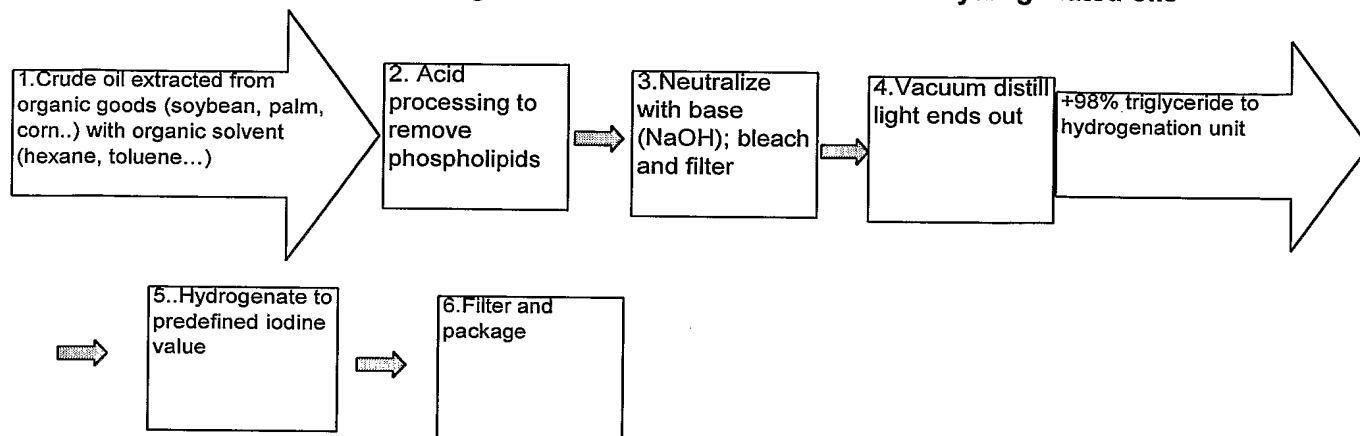 1.Crude oil extracted from
organic goods (soybean, palm,
corn..) with organic solvent
(hexane, toluene...)
2. Acid
processing to
remove
phospholipids
3.Neutralize
with base
(NaOH); bleach
and filter
4.Vacuum distill
light ends out
+98% triglyceride to
hydrogenation unit
5..Hydrogenate to
predefined iodine
value
6.Filter and
package